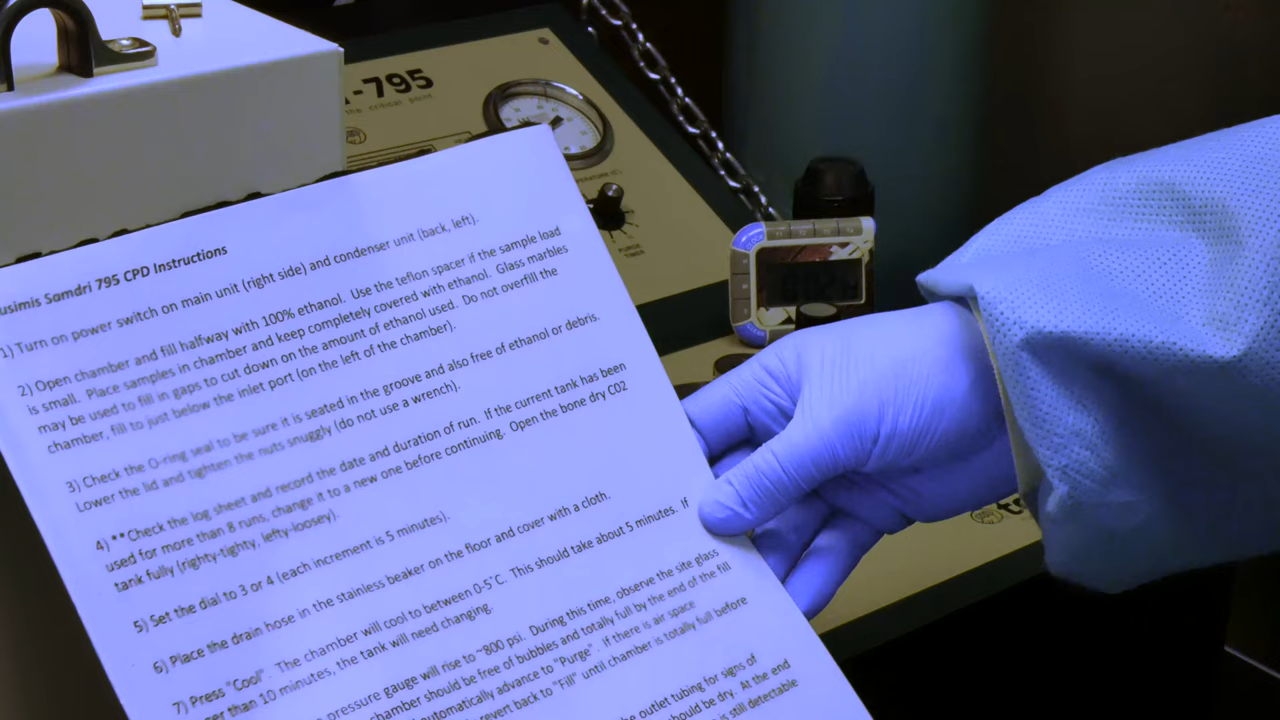 -795
the critical point
PURGE
TIMER
usimis Samdri 795 CPD Instructions
1) Turn on power switch on main unit (right side) and condenser unit (back, left).
2) Open chamber and fill halfway with 100% ethanol. Use the teflon spacer if the sample load
is small. Place samples in chamber and keep completely covered with ethanol. Glass marbles
may be used to fill in gaps to cut down on the amount of ethanol used. Do not overfill the
chamber, fill to just below the inlet port (on the left of the chamber).
3) Check the O-ring seal to be sure it is seated in the groove and also free of ethanol or debris.
Lower the lid and tighten the nuts snuggly (do not use a wrench).
4) **Check the log sheet and record the date and duration of run. If the current tank has been
used for more than 8 runs, change it to a new one before continuing. Open the bone dry CO2
tank fully (righty-tighty, lefty-loosey).
5) Set the dial to 3 or 4 (each increment is 5 minutes).
6) Place the drain hose in the stainless beaker on the floor and cover with a cloth.
7) Press "Cool". The chamber will cool to between 0-5°C. This should take about 5 minutes. If
ger than 10 minutes, the tank will need changing.
pressure gauge will rise to ~800 psi. During this time, observe the site glass
chamber should be free of bubbles and totally full by the end of the fill
automatically advance to "Purge". If there is air space
revert back to "Fill" until chamber is totally full before
the outlet tubing for signs of
should be dry. At the end
is still detectable